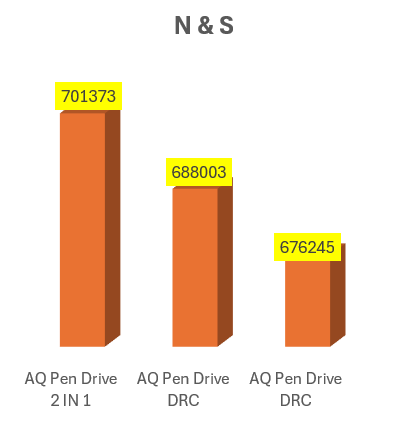 N & S
701373
688003
676245
AQ Pen Drive
2 IN 1
AQ Pen Drive
DRC
AQ Pen Drive
DRC